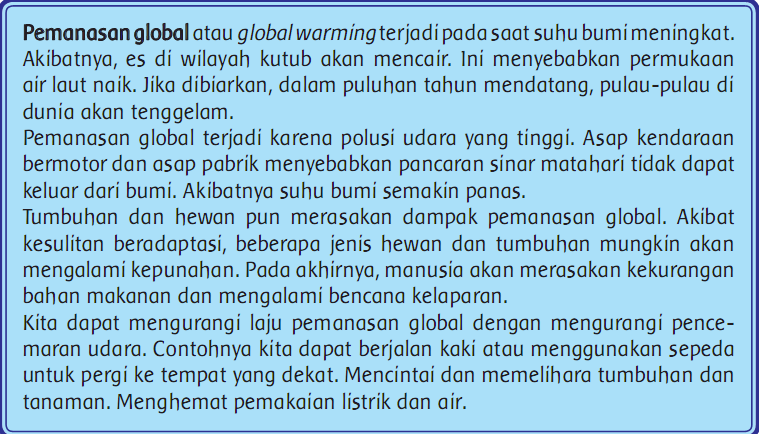 Pemanasan global atau global warming terjadi pada saat suhu bumi meningkat.
Akibatnya, es di wilayah kutub akan mencair. Ini menyebabkan permukaan
air laut naik. Jika dibiarkan, dalam puluhan tahun mendatang, pulau-pulau di
dunia akan tenggelam.
Pemanasan global terjadi karena polusi udara yang tinggi. Asap kendaraan
bermotor dan asap pabrik menyebabkan pancaran sinar matahari tidak dapat
keluar dari bumi. Akibatnya suhu bumi semakin panas.
Tumbuhan dan hewan pun merasakan dampak pemanasan global. Akibat
kesulitan beradaptasi, beberapa jenis hewan dan tumbuhan mungkin akan
mengalami kepunahan. Pada akhirnya, manusia akan merasakan kekurangan
bahan makanan dan mengalami bencana kelaparan.
Kita dapat mengurangi laju pemanasan global dengan mengurangi pence-
maran udara. Contohnya kita dapat berjalan kaki atau menggunakan sepeda
untuk pergi ke tempat yang dekat. Mencintai dan memelihara tumbuhan dan
tanaman. Menghemat pemakaian listrik dan air.